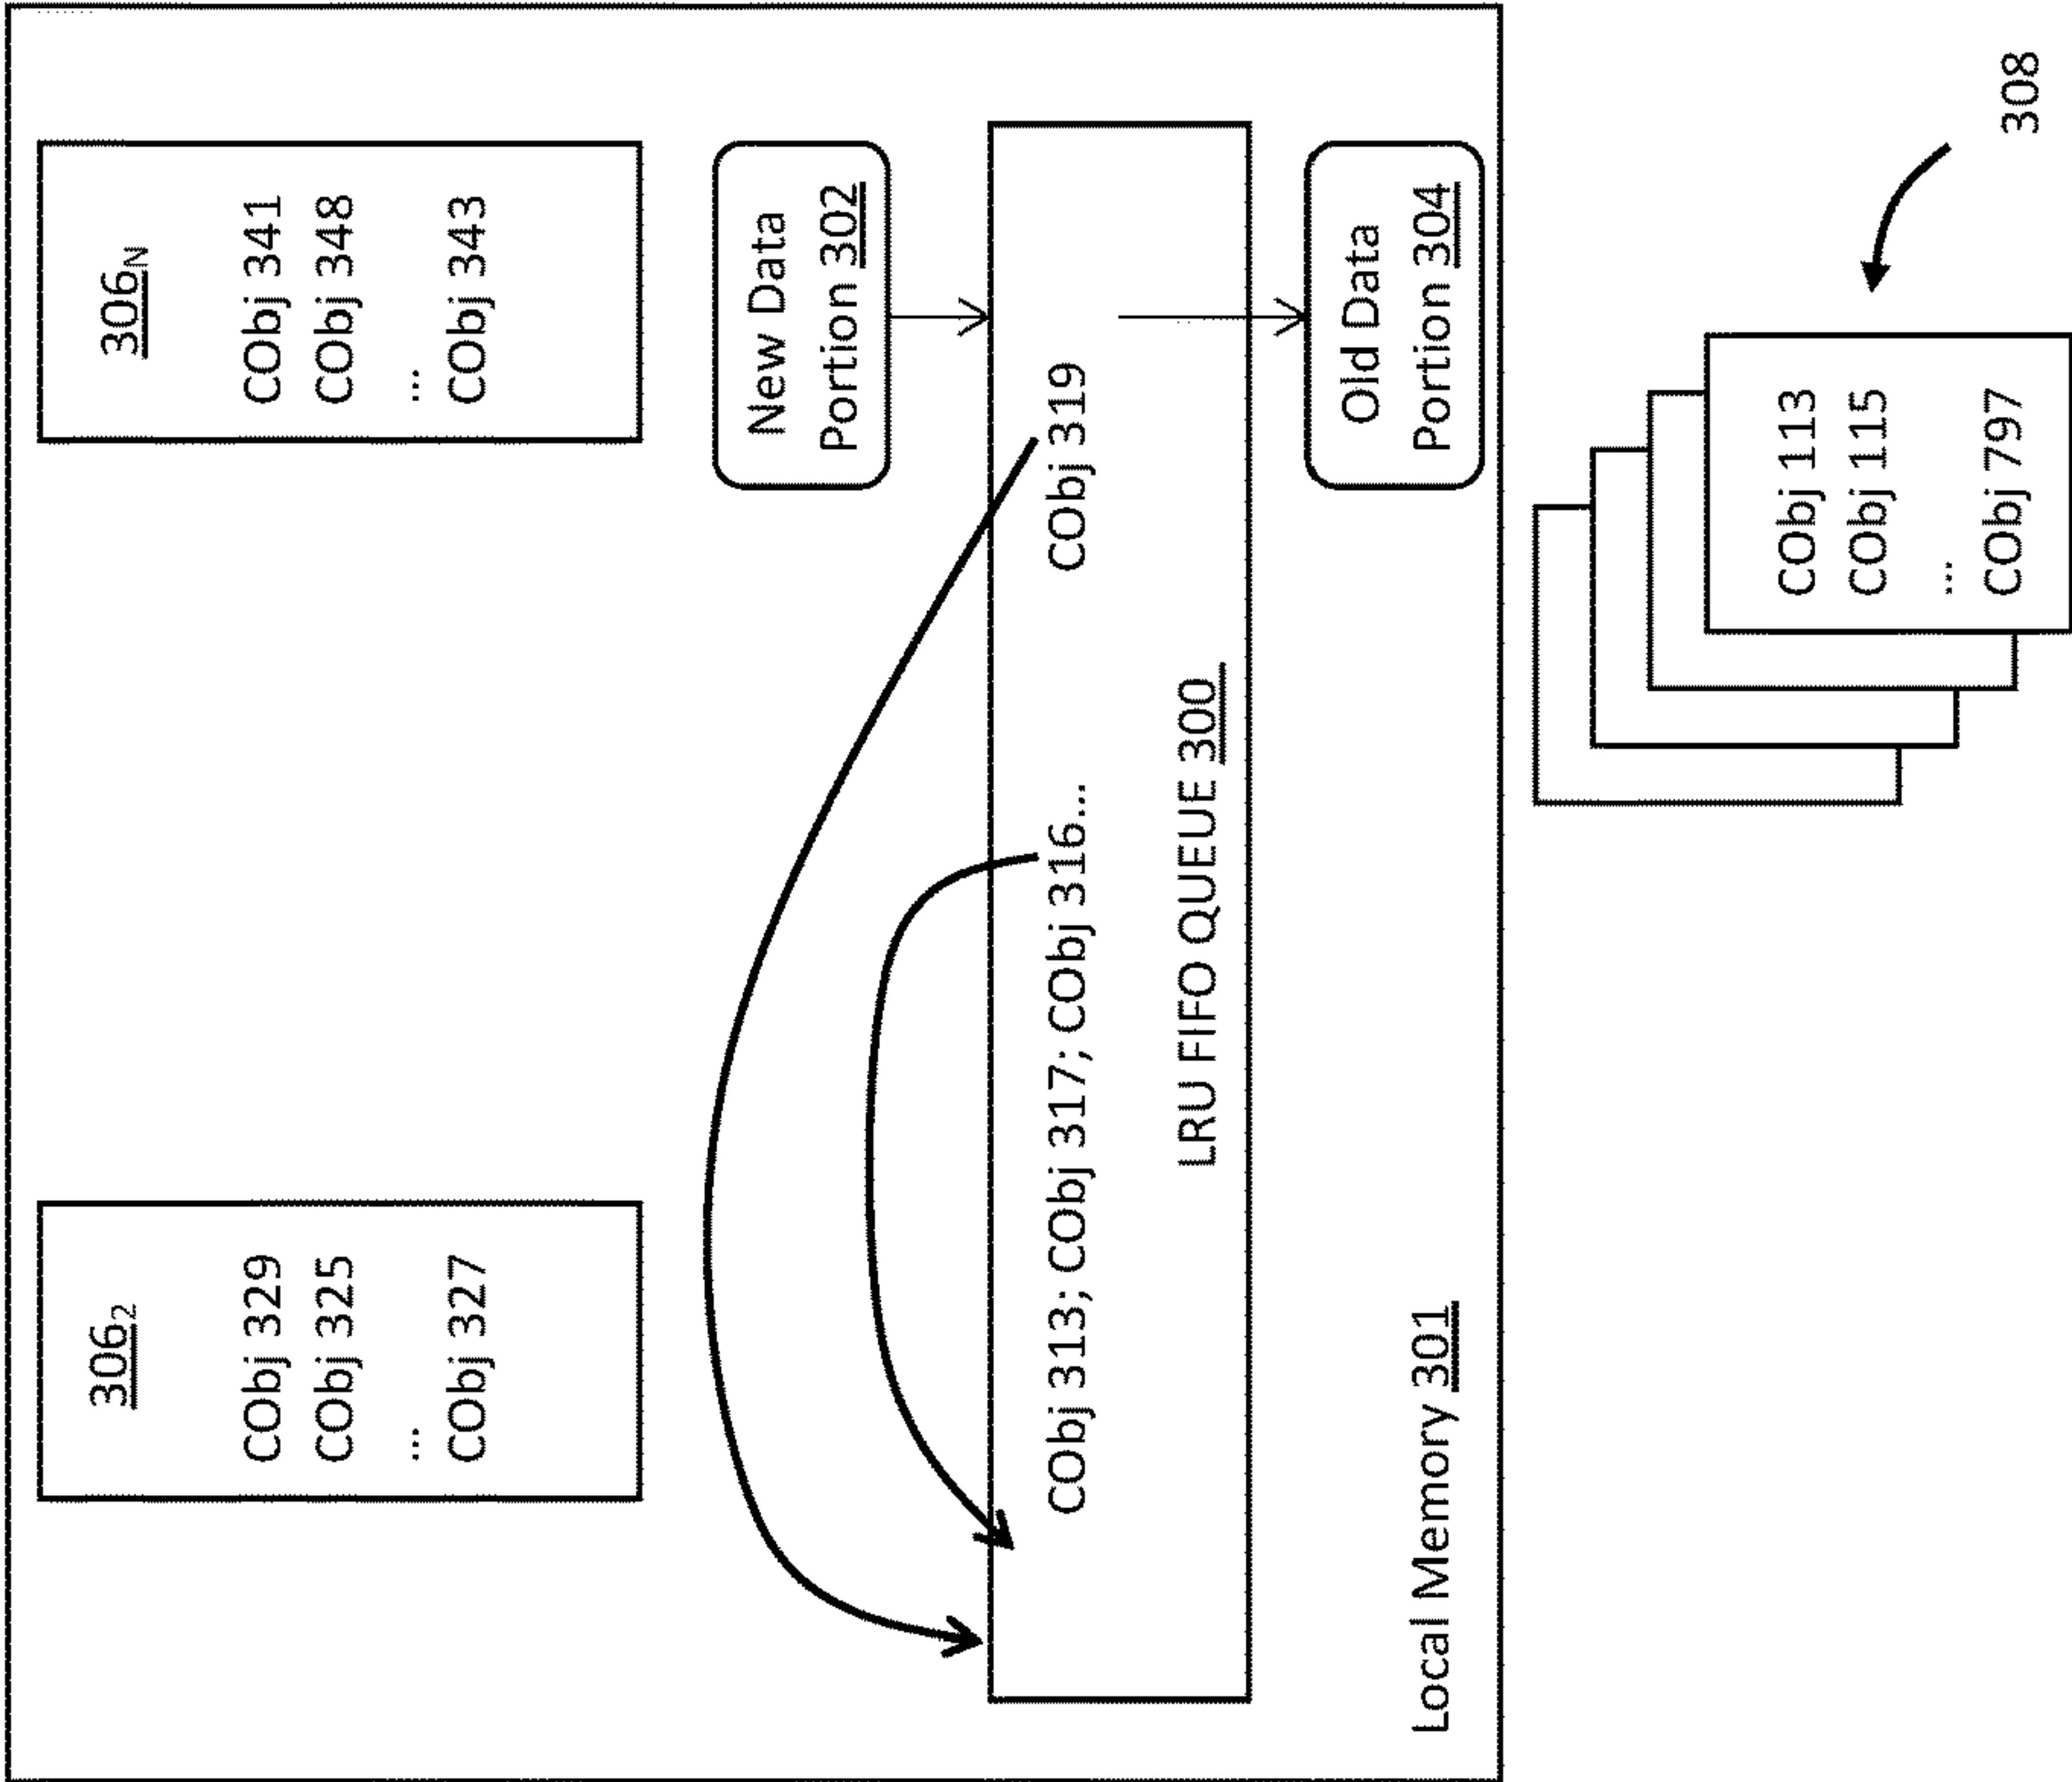 306₂
CObj 329
CObj 325
...
CObj 327
306N
CObj 341
CObj 348
...
CObj 343
New Data
Portion 302
CObj 313; CObj 317; CObj 316...
CObj 319
LRU FIFO QUEUE 300
Old Data
Portion 304
Local Memory 301
CObj 113
CObj 115
...
CObj 797
308